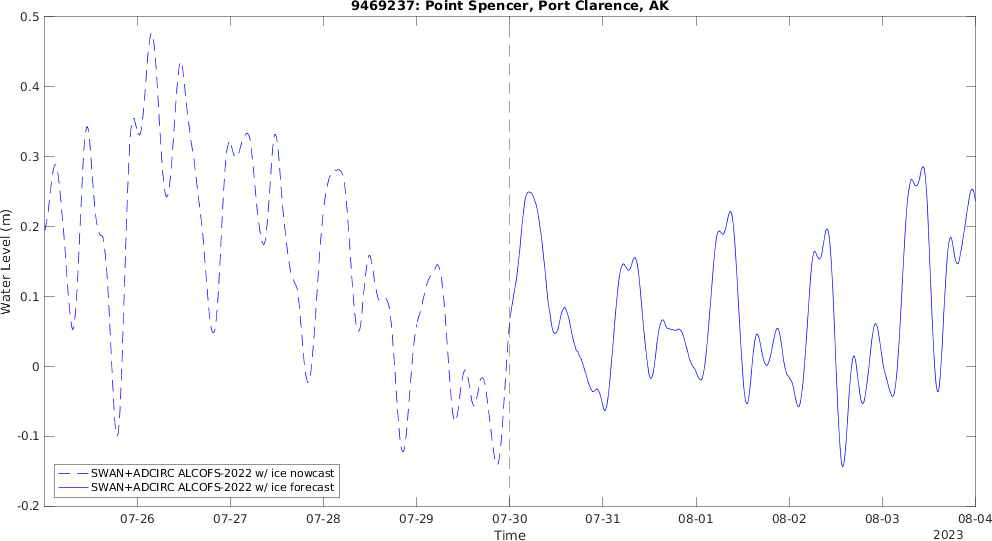 9469237: Point Spencer, Port Clarence, AK
0.5
0.4
0.3
0.2
0.1
0
-0.1
-0.2
Water Level (m)
SWAN+ADCIRC ALCOFS-2022 w/ ice nowcast
SWAN+ADCIRC ALCOFS-2022 w/ ice forecast
07-26 07-27 07-28 07-29 07-30 07-31 08-01 08-02 08-03 08-04
Time
2023